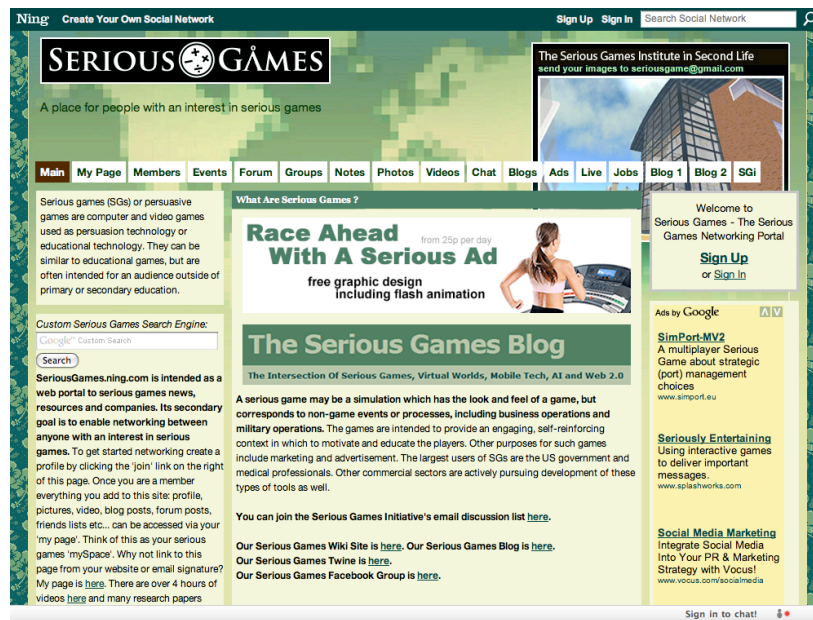 Ning Create Your Own Social Network Sign Up Sign In Search Social Network
SERIOUS GAMES
A place for people with an interest in serious games
The Serious Games Institute in Second Life
send your images to seriousgame@gmail.com
Main My Page Members Events Forum Groups Notes Photos Videos Chat Blogs Ads Live Jobs Blog 1 Blog 2 SGi
Serious games (SGs) or persuasive
games are computer and video games
used as persuasion technology or
educational technology. They can be
similar to educational games, but are
often intended for an audience outside of
primary or secondary education.
Custom Serious Games Search Engine:
Google™ Custom Search
Search
SeriousGames.ning.com is intended as a
web portal to serious games news,
resources and companies. Its secondary
goal is to enable networking between
anyone with an interest in serious
games. To get started networking create a
profile by clicking the 'join' link on the right
of this page. Once you are a member
everything you add to this site: profile,
pictures, video, blog posts, forum posts,
friends lists etc... can be accessed via your
'my page'. Think of this as your serious
games 'mySpace'. Why not link to this
page from your website or email signature?
My page is here. There are over 4 hours of
videos here and many research papers
What Are Serious Games ?
Race Ahead from 25p per day
With A Serious Ad
free graphic design
including flash animation
The Serious Games Blog
The Intersection Of Serious Games, Virtual Worlds, Mobile Tech, AI and Web 2.0
A serious game may be a simulation which has the look and feel of a game, but
corresponds to non-game events or processes, including business operations and
military operations. The games are intended to provide an engaging, self-reinforcing
context in which to motivate and educate the players. Other purposes for such games
include marketing and advertisement. The largest users of SGs are the US government and
medical professionals. Other commercial sectors are actively pursuing development of these
types of tools as well.
You can join the Serious Games Initiative's email discussion list here.
Our Serious Games Wiki Site is here. Our Serious Games Blog is here.
Our Serious Games Twine is here.
Our Serious Games Facebook Group is here.
Welcome to
Serious Games - The Serious
Games Networking Portal
Sign Up
or Sign In
Ads by Google
SimPort-MV2
A multiplayer Serious
Game about strategic
(port) management
choices
www.simport.eu
Seriously Entertaining
Using interactive games
to deliver important
messages.
www.splashworks.com
Social Media Marketing
Integrate Social Media
Into Your PR & Marketing
Strategy with Vocus!
www.vocus.com/socialmedia
Sign in to chat!